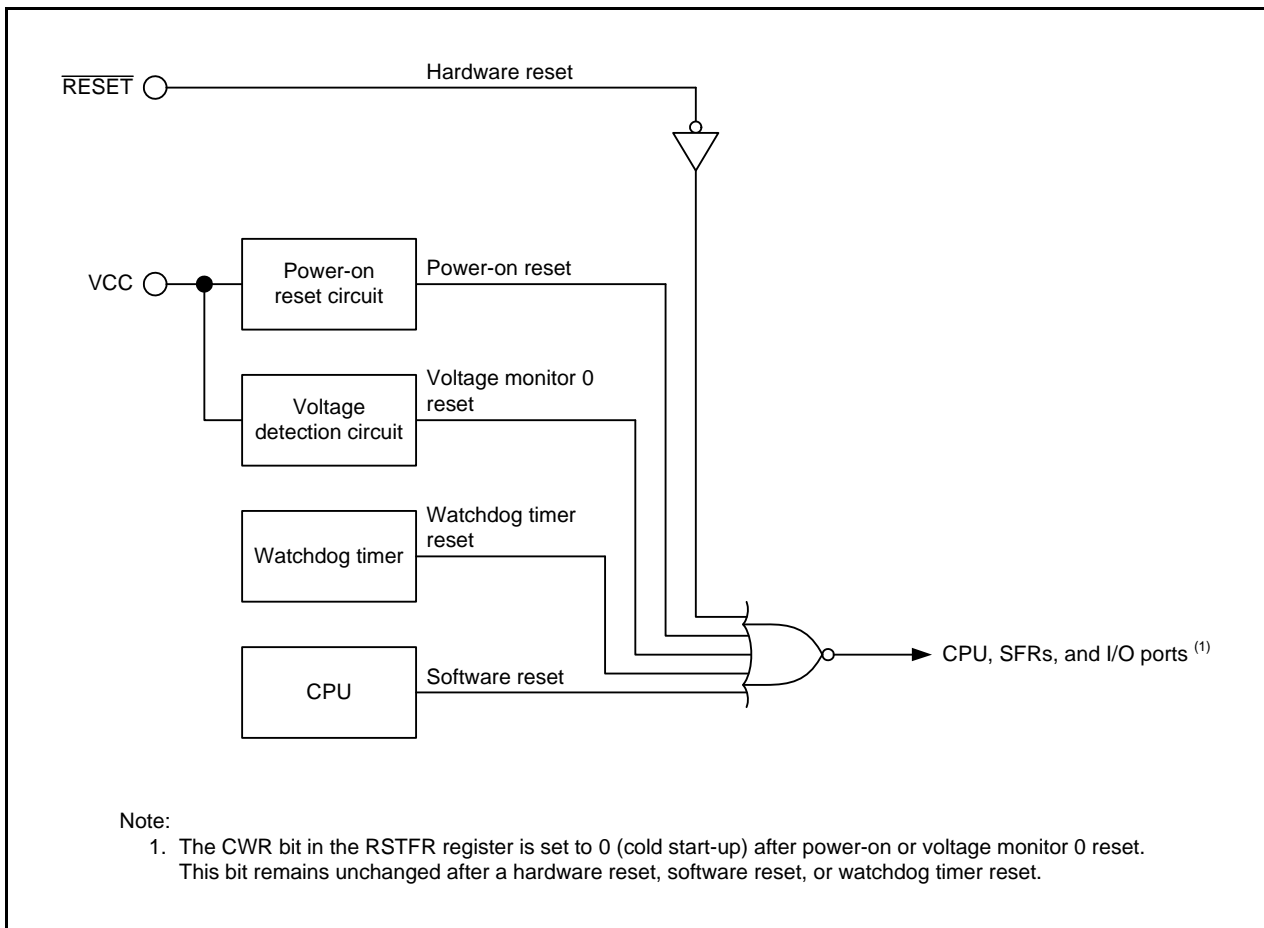 Hardware reset
RESET
Power-on
reset circuit
Power-on reset
VCC
Voltage monitor 0
reset
Voltage
detection circuit
Watchdog timer
reset
Watchdog timer
CPU, SFRs, and I/O ports (1)
Software reset
CPU
Note:
1. The CWR bit in the RSTFR register is set to 0 (cold start-up) after power-on or voltage monitor 0 reset.
This bit remains unchanged after a hardware reset, software reset, or watchdog timer reset.